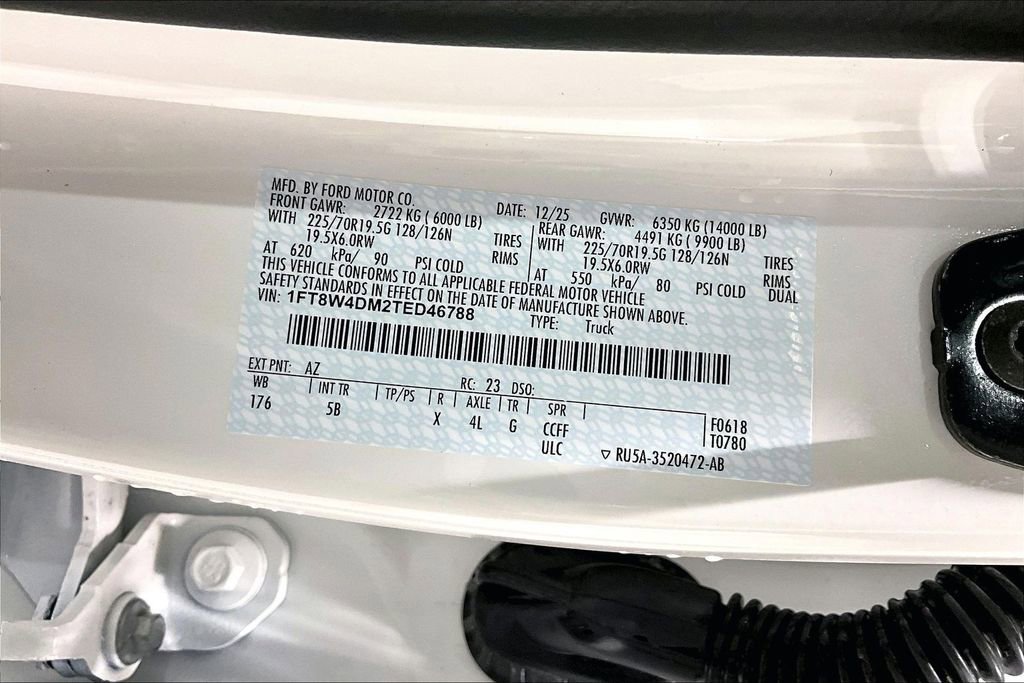 MFD. BY FORD MOTOR CO. DATE: 12/25 GVWR: 6350 KG (14000 LB)
FRONT GAWR: 2722 KG ( 6000 LB) REAR GAWR: 4491 KG ( 9900 LB)
WITH 225/70R19.5G 128/126N TIRES WITH 225/70R19.5G 128/126N TIRES
19.5X6.0RW RIMS 19.5X6.0RW RIMS
AT 620 kPa/ 90 PSI COLD AT 550 kPa/ 80 PSI COLD DUAL
THIS VEHICLE CONFORMS TO ALL APPLICABLE FEDERAL MOTOR VEHICLE
SAFETY STANDARDS IN EFFECT ON THE DATE OF MANUFACTURE SHOWN ABOVE.
VIN: 1FT8W4DM2TED46788 TYPE: Truck
EXT PNT: AZ RC: 23 DSO:
WB INT TR TP/PS R AXLE TR SPR F0618
176 5B X 4L G CCFF T0780
ULC ▽ RU5A-3520472-AB